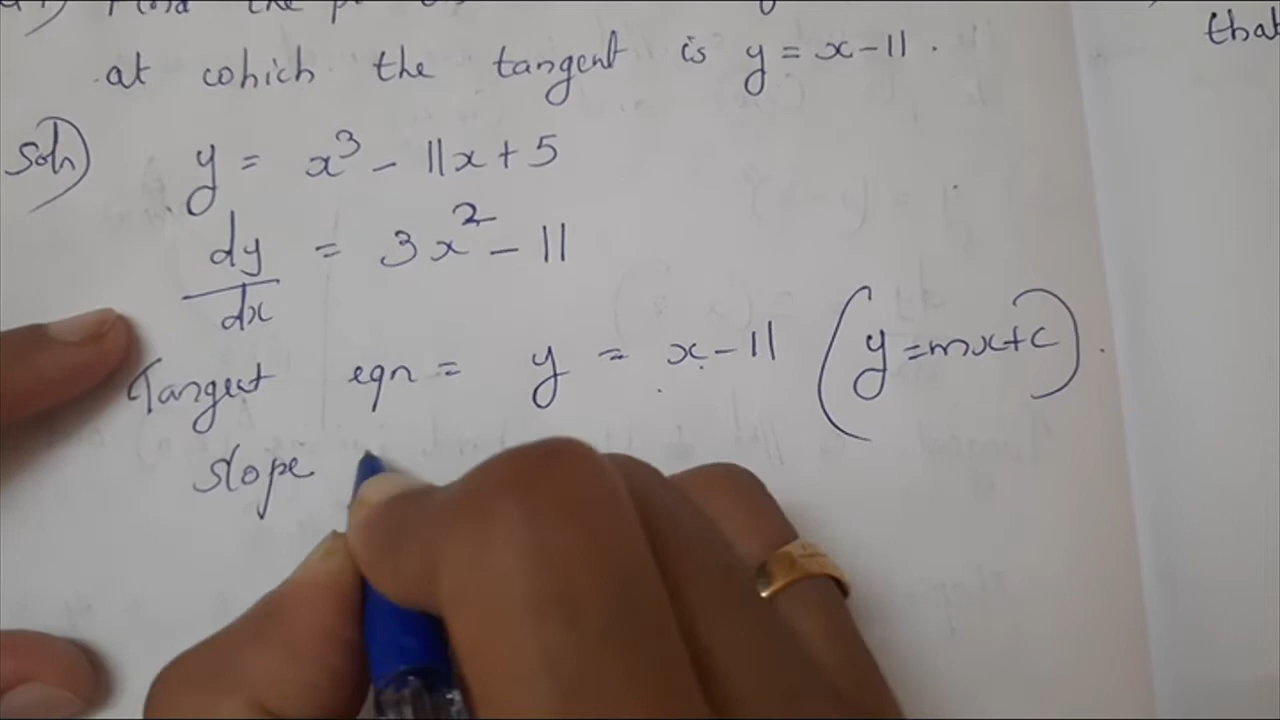 the
that
at which the tangent is y = x - 11 .
Soln) y = x³ - 11x + 5
dy/dx = 3x² - 11
Tangent eqn = y = x - 11 (y = mx + c) .
slope